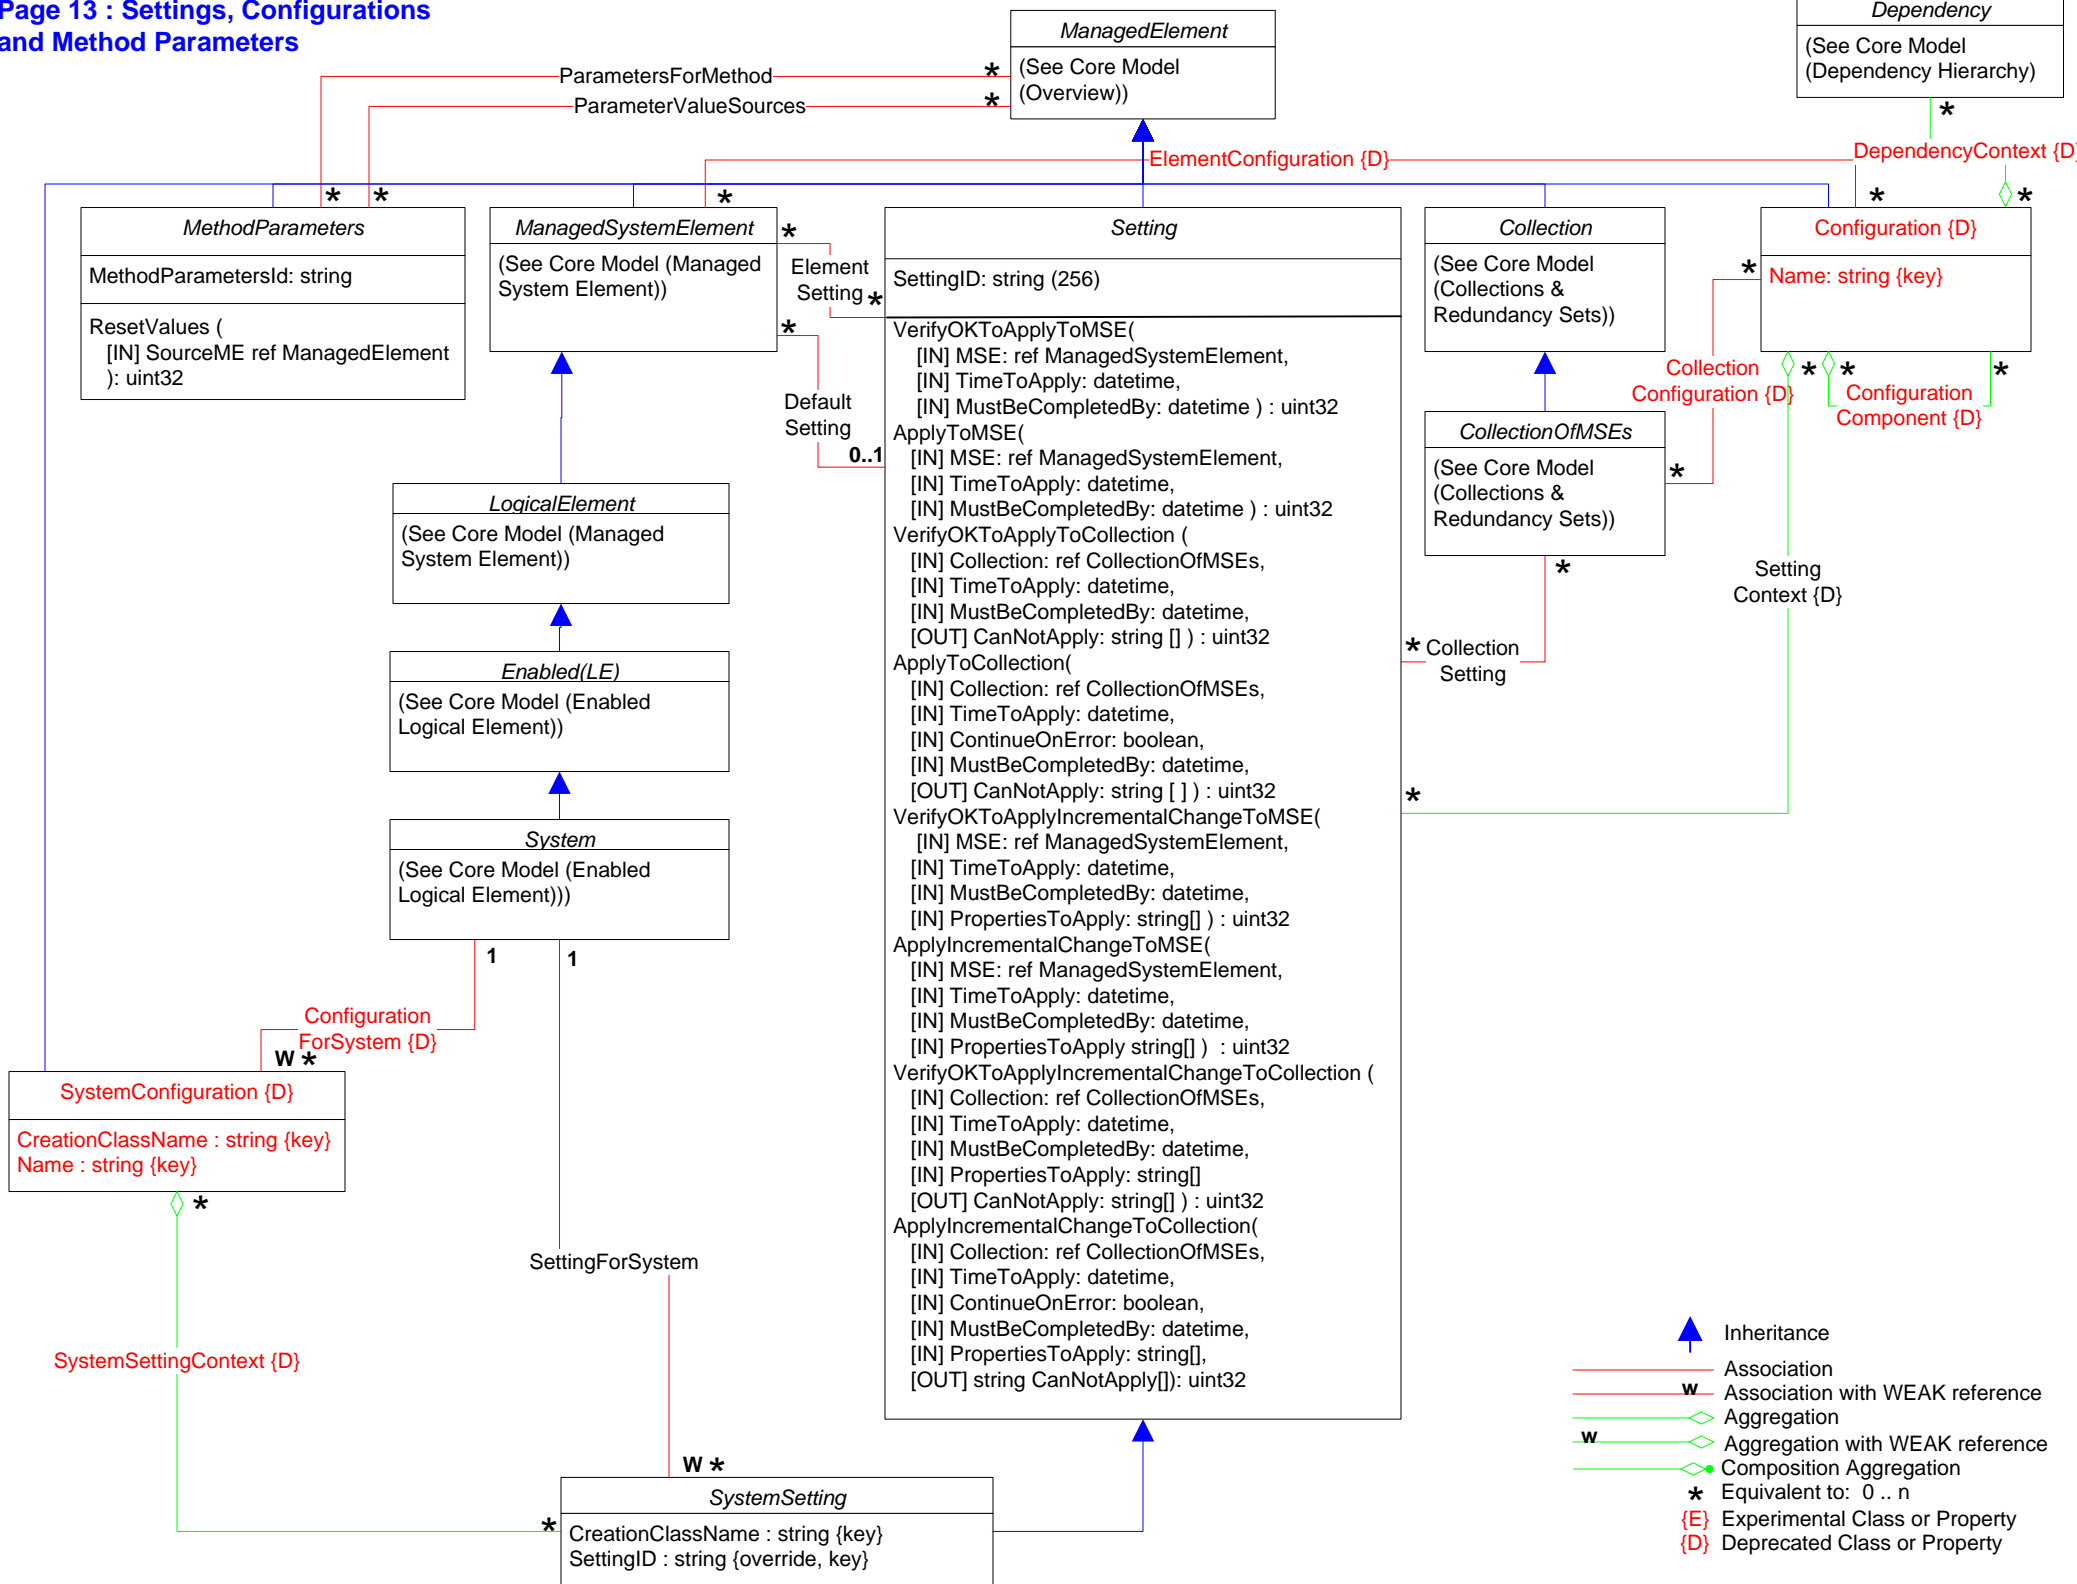 Page 13 : Settings, Configurations
and Method Parameters
ManagedElement
(See Core Model
(Overview))
Dependency
(See Core Model
(Dependency Hierarchy)
*
ParametersForMethod
*
ParameterValueSources
*
ElementConfiguration {D}
DependencyContext {D}
*
*
*
*
*
MethodParameters
MethodParametersId: string
ResetValues (
[IN] SourceME ref ManagedElement
): uint32
ManagedSystemElement
(See Core Model (Managed
System Element))
*
Element
Setting
*
*
Default
Setting
0..1
Setting
SettingID: string (256)
VerifyOKToApplyToMSE(
[IN] MSE: ref ManagedSystemElement,
[IN] TimeToApply: datetime,
[IN] MustBeCompletedBy: datetime ) : uint32
ApplyToMSE(
[IN] MSE: ref ManagedSystemElement,
[IN] TimeToApply: datetime,
[IN] MustBeCompletedBy: datetime ) : uint32
VerifyOKToApplyToCollection (
[IN] Collection: ref CollectionOfMSEs,
[IN] TimeToApply: datetime,
[IN] MustBeCompletedBy: datetime,
[OUT] CanNotApply: string [] ) : uint32
ApplyToCollection(
[IN] Collection: ref CollectionOfMSEs,
[IN] TimeToApply: datetime,
[IN] ContinueOnError: boolean,
[IN] MustBeCompletedBy: datetime,
[OUT] CanNotApply: string [ ] ) : uint32
VerifyOKToApplyIncrementalChangeToMSE(
[IN] MSE: ref ManagedSystemElement,
[IN] TimeToApply: datetime,
[IN] MustBeCompletedBy: datetime,
[IN] PropertiesToApply: string[] ) : uint32
ApplyIncrementalChangeToMSE(
[IN] MSE: ref ManagedSystemElement,
[IN] TimeToApply: datetime,
[IN] MustBeCompletedBy: datetime,
[IN] PropertiesToApply string[] )  : uint32
VerifyOKToApplyIncrementalChangeToCollection (
[IN] Collection: ref CollectionOfMSEs,
[IN] TimeToApply: datetime,
[IN] MustBeCompletedBy: datetime,
[IN] PropertiesToApply: string[]
[OUT] CanNotApply: string[] ) : uint32
ApplyIncrementalChangeToCollection(
[IN] Collection: ref CollectionOfMSEs,
[IN] TimeToApply: datetime,
[IN] ContinueOnError: boolean,
[IN] MustBeCompletedBy: datetime,
[IN] PropertiesToApply: string[],
[OUT] string CanNotApply[]): uint32
Collection
(See Core Model
(Collections &
Redundancy Sets))
Configuration {D}
Name: string {key}
*
Collection
Configuration {D}
*
*
*
*
Configuration
Component {D}
CollectionOfMSEs
(See Core Model
(Collections &
Redundancy Sets))
*
Setting
Context {D}
*
*
Collection
Setting
LogicalElement
(See Core Model (Managed
System Element))
Enabled(LE)
(See Core Model (Enabled
Logical Element))
System
(See Core Model (Enabled
Logical Element)))
1
1
Configuration
ForSystem {D}
W *
SystemConfiguration {D}
CreationClassName : string {key}
Name : string {key}
*
SettingForSystem
SystemSettingContext {D}
W *
*
SystemSetting
CreationClassName : string {key}
SettingID : string {override, key}
Inheritance
Association
w Association with WEAK reference
Aggregation
w Aggregation with WEAK reference
Composition Aggregation
* Equivalent to:  0 .. n
{E} Experimental Class or Property
{D} Deprecated Class or Property